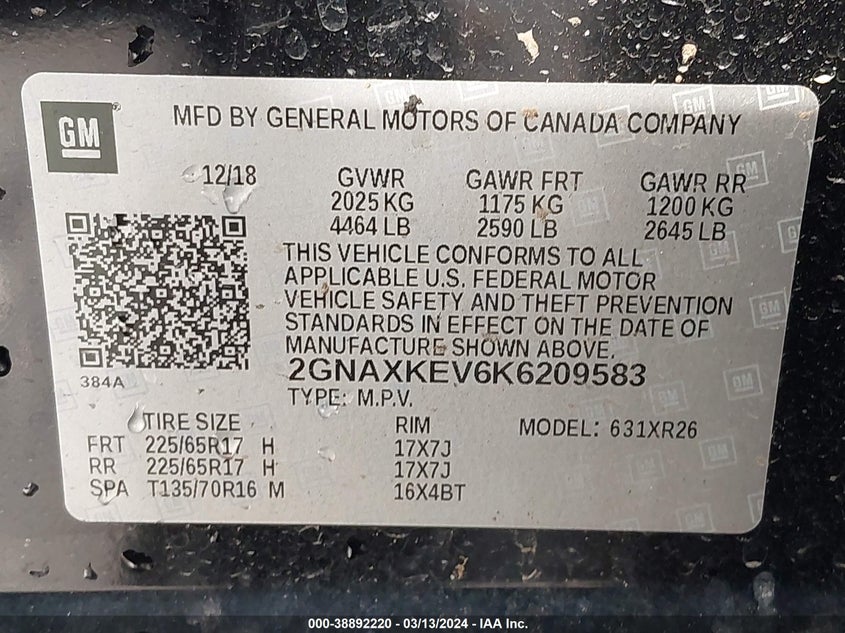 GM
MFD BY GENERAL MOTORS OF CANADA COMPANY
12/18 GVWR GAWR FRT GAWR RR
2025 KG 1175 KG 1200 KG
4464 LB 2590 LB 2645 LB
THIS VEHICLE CONFORMS TO ALL
APPLICABLE U.S. FEDERAL MOTOR
VEHICLE SAFETY AND THEFT PREVENTION
STANDARDS IN EFFECT ON THE DATE OF
MANUFACTURE SHOWN ABOVE.
384A
2GNAXKEV6K6209583
TYPE: M.P.V.
TIRE SIZE RIM MODEL: 631XR26
FRT 225/65R17 H 17X7J
RR 225/65R17 H 17X7J
SPA T135/70R16 M 16X4BT
000-38892220 - 03/13/2024 - IAA Inc.